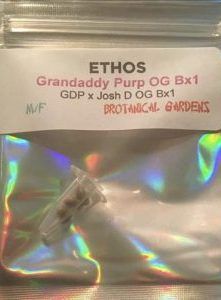 ETHOS
Grandaddy Purp OG Bx1
GDP x Josh D OG Bx1
M/F BROTANICAL GARDENS